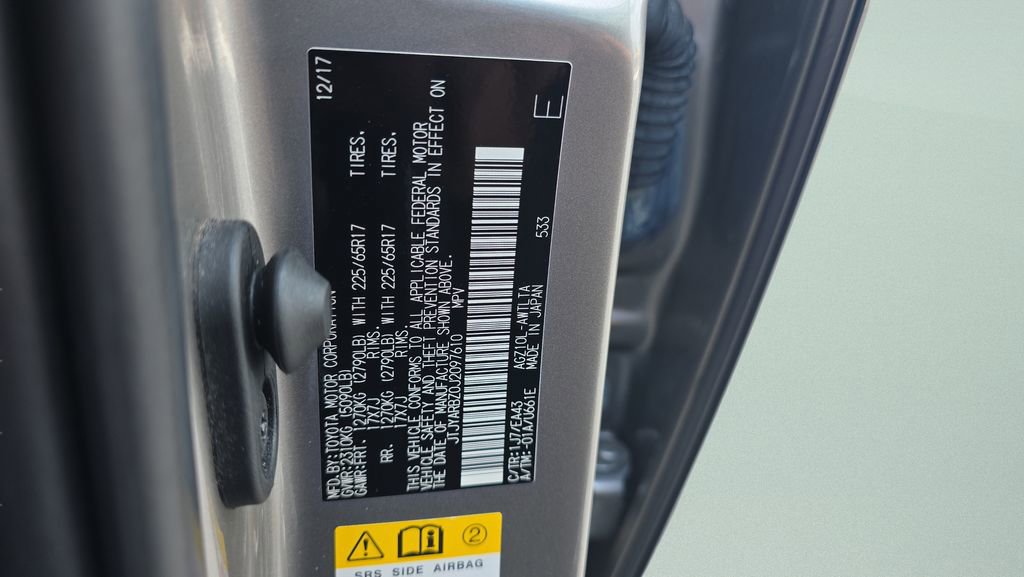 MFD. BY: TOYOTA MOTOR CORPORATION 12/17
GVWR: 2310KG (5090LB)
GAWR: FRT. 1270KG (2790LB) WITH 225/65R17 TIRES.
17X7J RIMS.
RR. 1270KG (2790LB) WITH 225/65R17 TIRES.
17X7J RIMS.
THIS VEHICLE CONFORMS TO ALL APPLICABLE FEDERAL MOTOR
VEHICLE SAFETY AND THEFT PREVENTION STANDARDS IN EFFECT ON
THE DATE OF MANUFACTURE SHOWN ABOVE.
JTJYARBZ0J2097610 MPV
E
C/TR: 1J7/EA43 AGZ10L-AWTLTA 533
A/TM: -01A/U661E MADE IN JAPAN
2
SRS SIDE AIRBAG